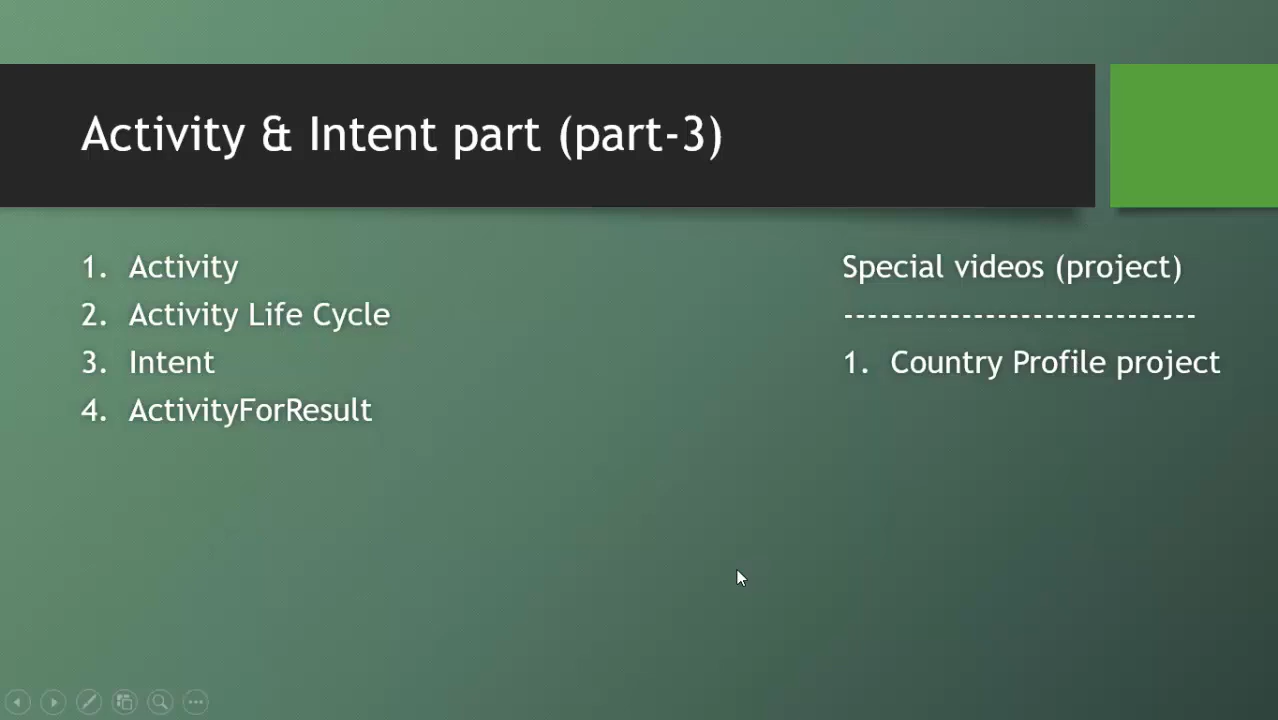 Activity & Intent part (part-3)
1. Activity
2. Activity Life Cycle
3. Intent
4. ActivityForResult
Special videos (project)
------------------------------
1. Country Profile project